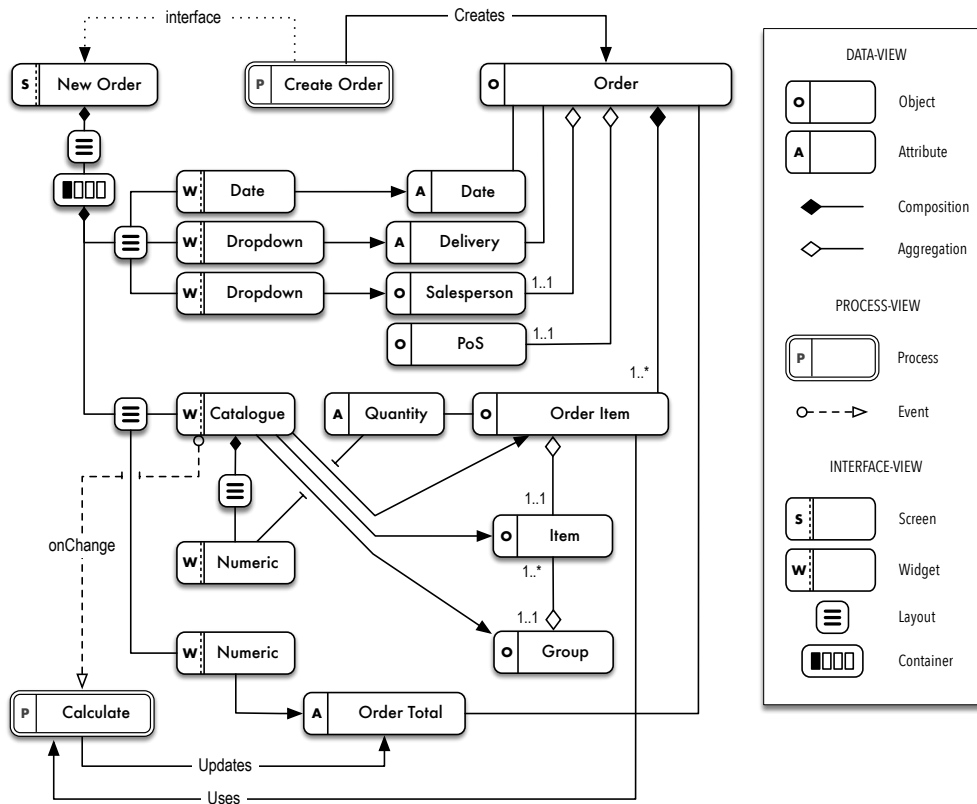 interface
Creates
S New Order
P Create Order
O Order
W Date
A Date
W Dropdown
A Delivery
W Dropdown
O Salesperson
1..1
O PoS
1..1
1..*
W Catalogue
A Quantity
O Order Item
1..1
onChange
W Numeric
O Item
1..*
1..1
W Numeric
O Group
P Calculate
A Order Total
Updates
Uses
DATA-VIEW
O Object
A Attribute
Composition
Aggregation
PROCESS-VIEW
P Process
Event
INTERFACE-VIEW
S Screen
W Widget
Layout
Container